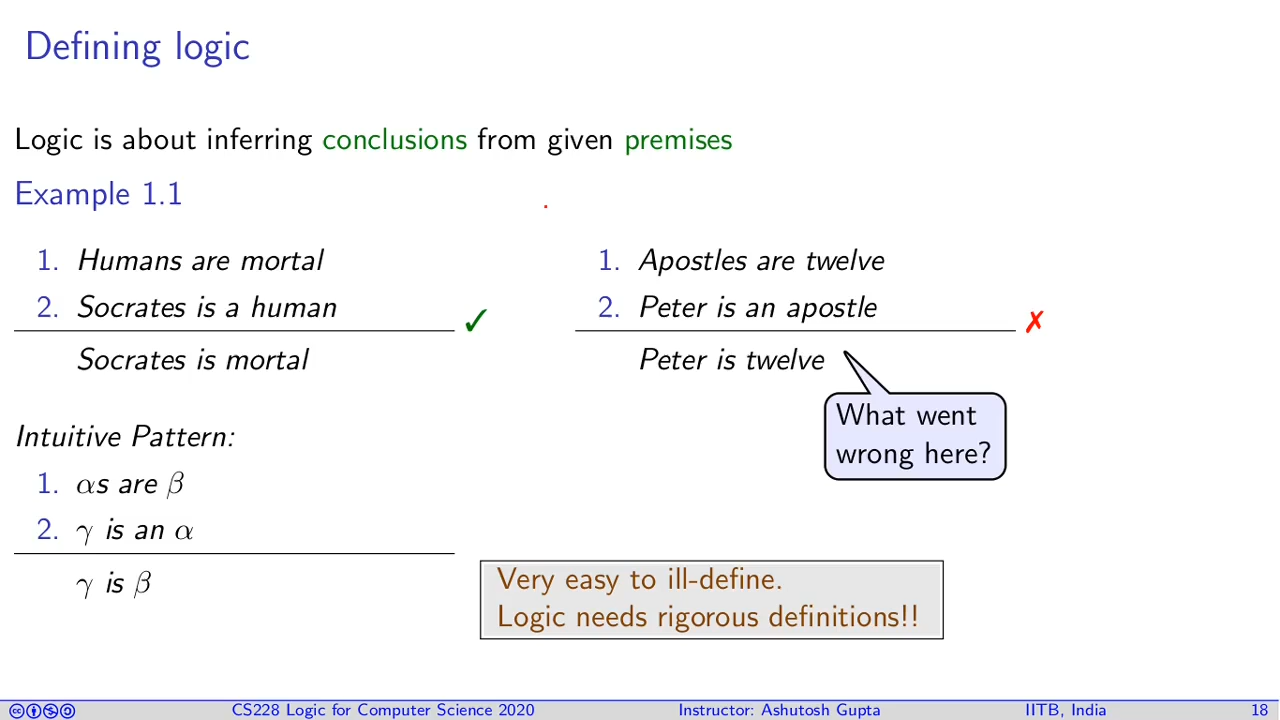 Defining logic
Logic is about inferring conclusions from given premises
Example 1.1
1. Humans are mortal
2. Socrates is a human
Socrates is mortal
✓
1. Apostles are twelve
2. Peter is an apostle
Peter is twelve
✗
What went
wrong here?
Intuitive Pattern:
1. αs are β
2. γ is an α
γ is β
Very easy to ill-define.
Logic needs rigorous definitions!!
CS228 Logic for Computer Science 2020 Instructor: Ashutosh Gupta IITB, India 18